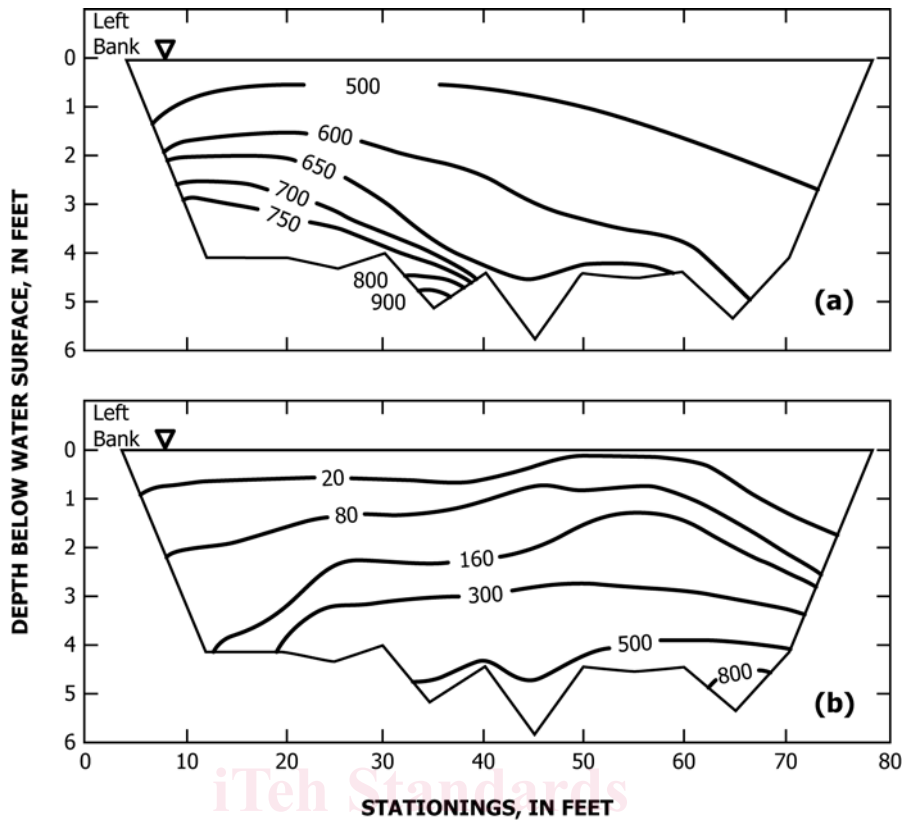 Left
Bank
0
1
2
3
4
5
6
500
600
650
700
750
800
900
(a)
DEPTH BELOW WATER SURFACE, IN FEET
Left
Bank
0
1
2
3
4
5
6
20
80
160
300
500
800
(b)
0 10 20 30 40 50 60 70 80
iTeh Standards
STATIONINGS, IN FEET